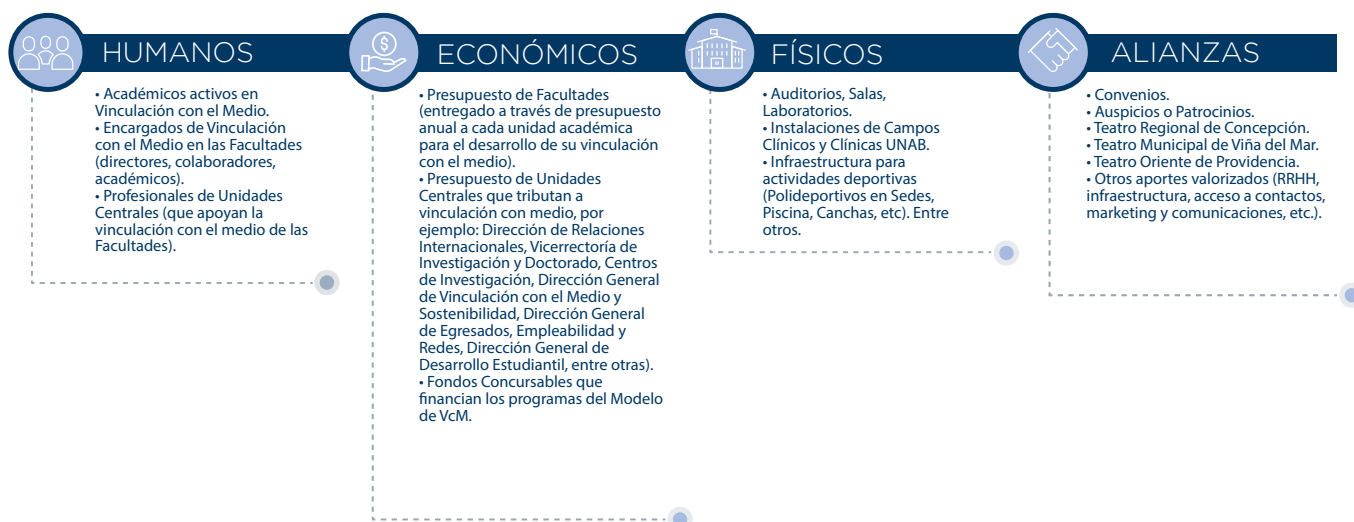 HUMANOS
• Académicos activos en
Vinculación con el Medio.
• Encargados de Vinculación
con el Medio en las Facultades
(directores, colaboradores,
académicos).
• Profesionales de Unidades
Centrales (que apoyan la
vinculación con el medio de las
Facultades).
ECONÓMICOS
• Presupuesto de Facultades
(entregado a través de presupuesto
anual a cada unidad académica
para el desarrollo de su vinculación
con el medio).
• Presupuesto de Unidades
Centrales que tributan a
vinculación con medio, por
ejemplo: Dirección de Relaciones
Internacionales, Vicerrectoría de
Investigación y Doctorado, Centros
de Investigación, Dirección General
de Vinculación con el Medio y
Sostenibilidad, Dirección General
de Egresados, Empleabilidad y
Redes, Dirección General de
Desarrollo Estudiantil, entre otras).
• Fondos Concursables que
financian los programas del Modelo
de VcM.
FÍSICOS
• Auditorios, Salas,
Laboratorios.
• Instalaciones de Campos
Clínicos y Clínicas UNAB.
• Infraestructura para
actividades deportivas
(Polideportivos en Sedes,
Piscina, Canchas, etc). Entre
otros.
ALIANZAS
• Convenios.
• Auspicios o Patrocinios.
• Teatro Regional de Concepción.
• Teatro Municipal de Viña del Mar.
• Teatro Oriente de Providencia.
• Otros aportes valorizados (RRHH,
infraestructura, acceso a contactos,
marketing y comunicaciones, etc.).